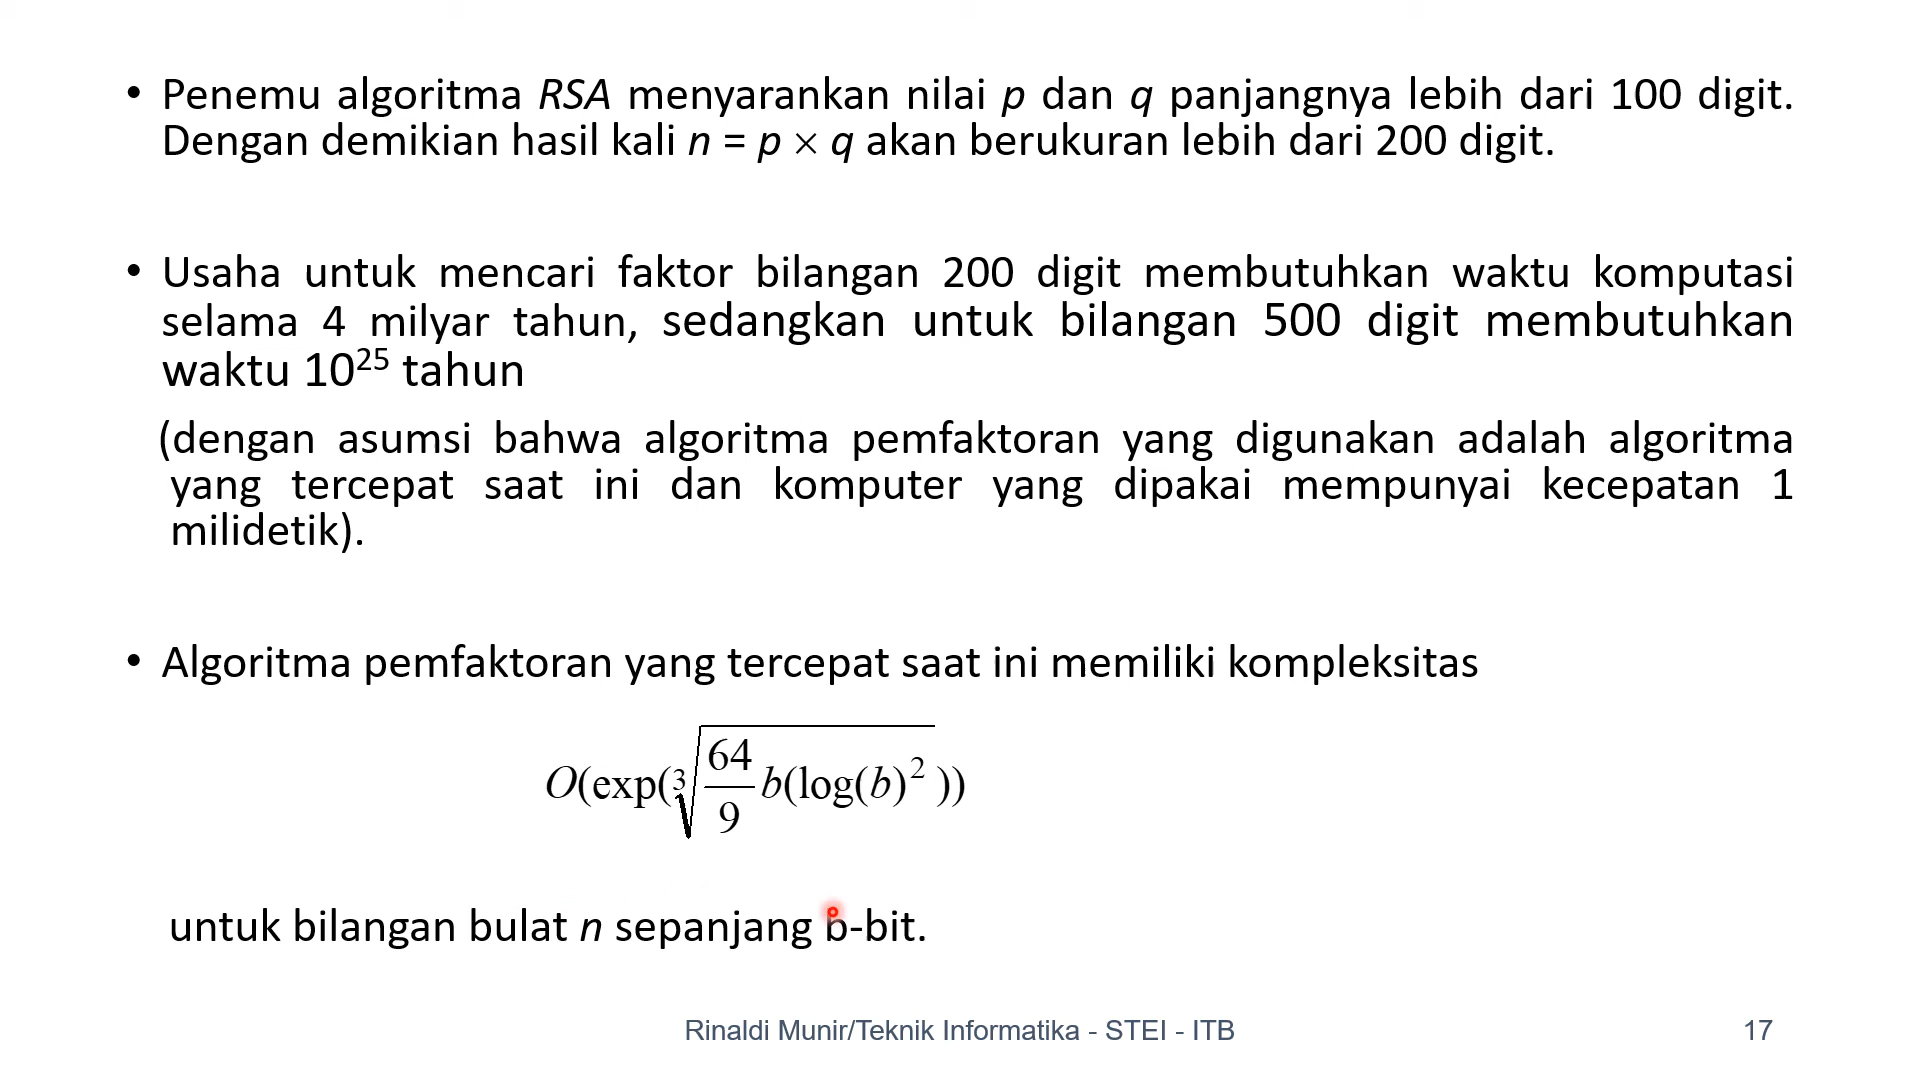 • Penemu algoritma RSA menyarankan nilai p dan q panjangnya lebih dari 100 digit.
Dengan demikian hasil kali n = p × q akan berukuran lebih dari 200 digit.
• Usaha untuk mencari faktor bilangan 200 digit membutuhkan waktu komputasi
selama 4 milyar tahun, sedangkan untuk bilangan 500 digit membutuhkan
waktu 10²⁵ tahun
(dengan asumsi bahwa algoritma pemfaktoran yang digunakan adalah algoritma
yang tercepat saat ini dan komputer yang dipakai mempunyai kecepatan 1
milidetik).
• Algoritma pemfaktoran yang tercepat saat ini memiliki kompleksitas
O(exp(∛(64/9 b(log(b)²))
untuk bilangan bulat n sepanjang b-bit.
Rinaldi Munir/Teknik Informatika - STEI - ITB
17